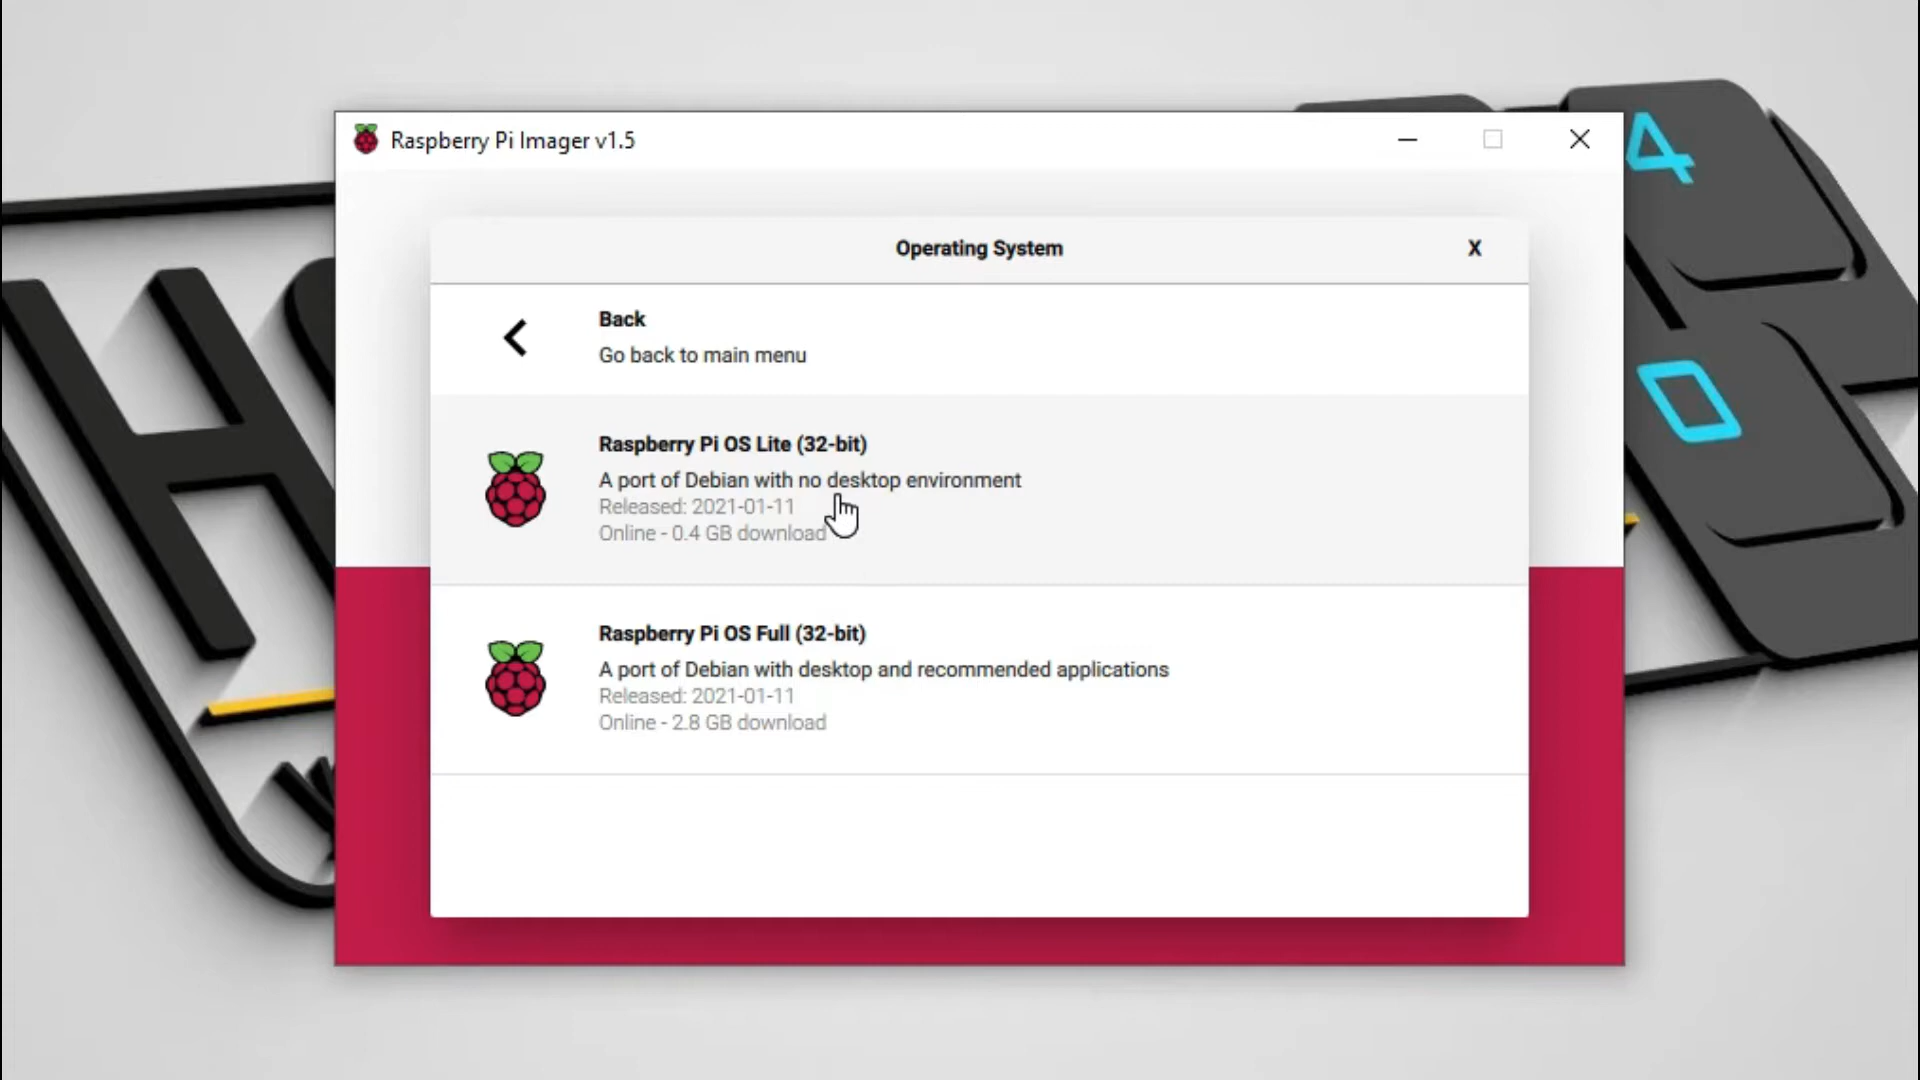 Raspberry Pi Imager v1.5
Operating System
X
Back
Go back to main menu
Raspberry Pi OS Lite (32-bit)
A port of Debian with no desktop environment
Released: 2021-01-11
Online - 0.4 GB download
Raspberry Pi OS Full (32-bit)
A port of Debian with desktop and recommended applications
Released: 2021-01-11
Online - 2.8 GB download
4
0